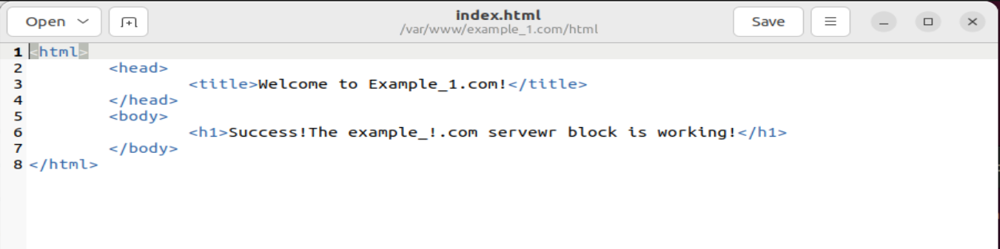 Open
index.html
/var/www/example_1.com/html
Save
1 <html>
2 <head>
3 <title>Welcome to Example_1.com!</title>
4 </head>
5 <body>
6 <h1>Success!The example_!.com servewr block is working!</h1>
7 </body>
8 </html>